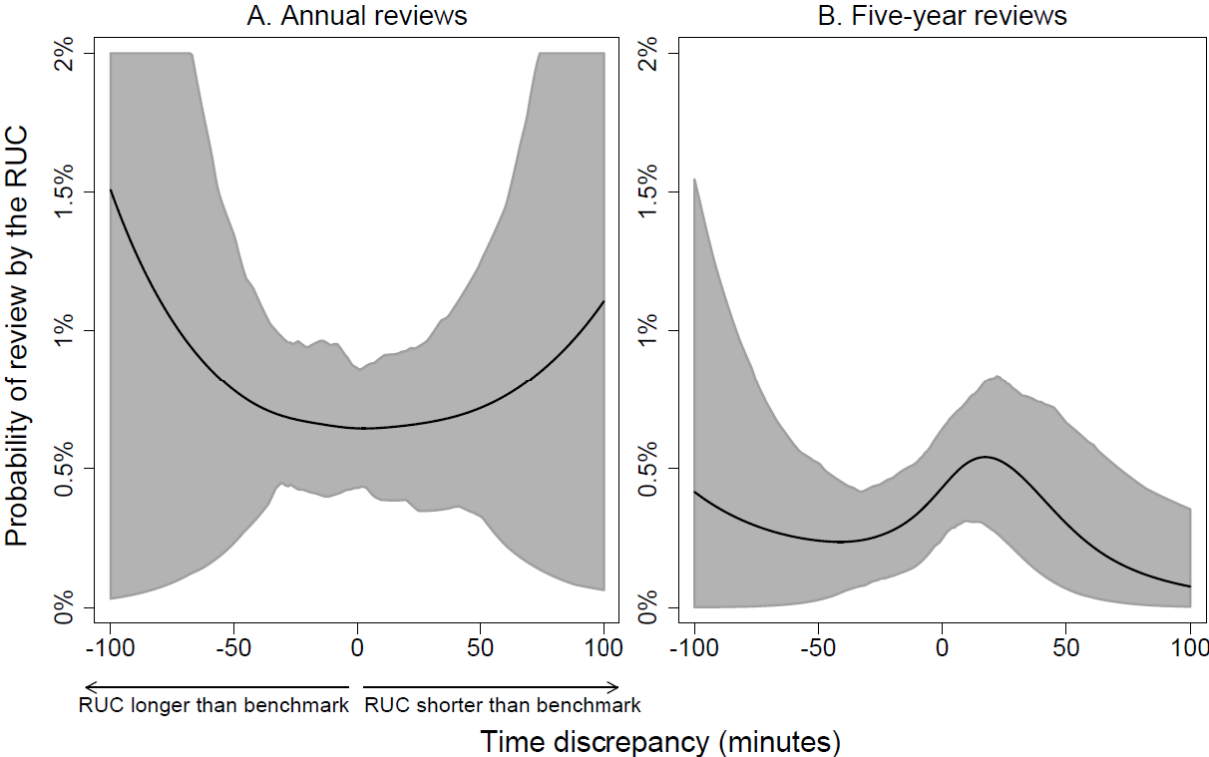 A. Annual reviews
B. Five-year reviews
Probability of review by the RUC
2%
1.5%
1%
0.5%
0%
2%
1.5%
1%
0.5%
0%
-100 -50 0 50 100
-100 -50 0 50 100
RUC longer than benchmark
RUC shorter than benchmark
Time discrepancy (minutes)